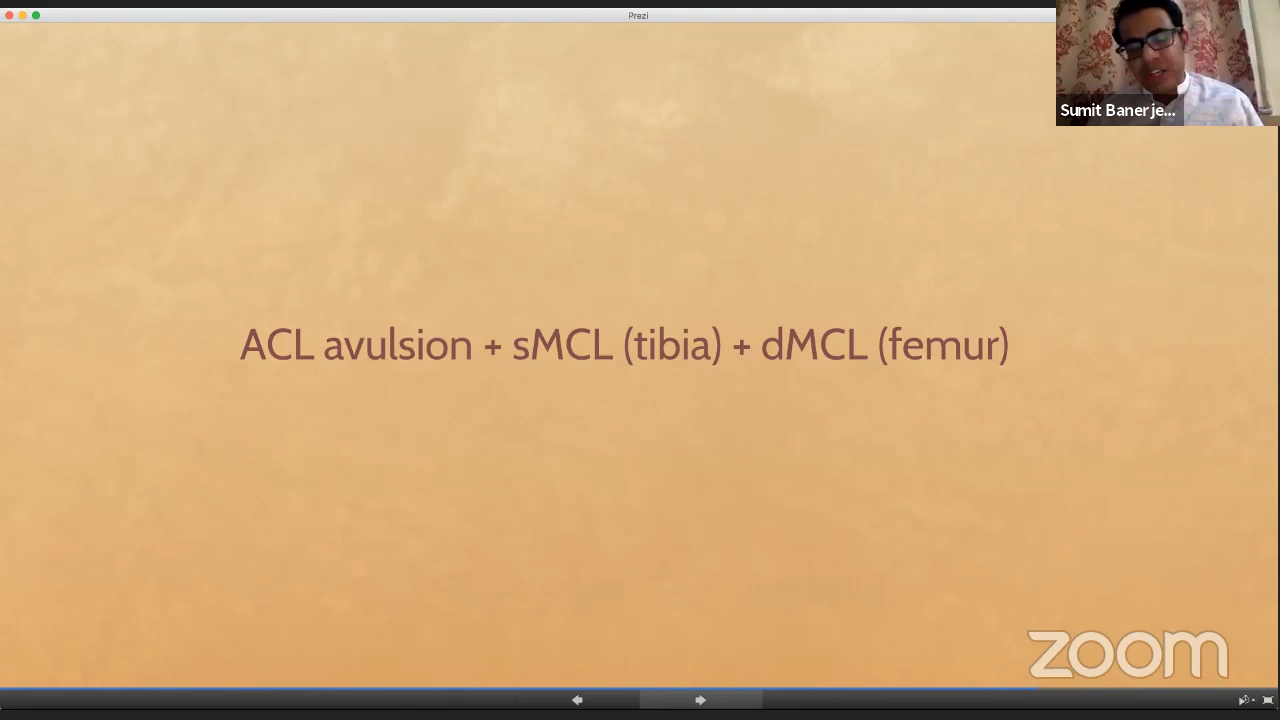 Prezi
Sumit Banerje...
ACL avulsion + sMCL (tibia) + dMCL (femur)
zoom